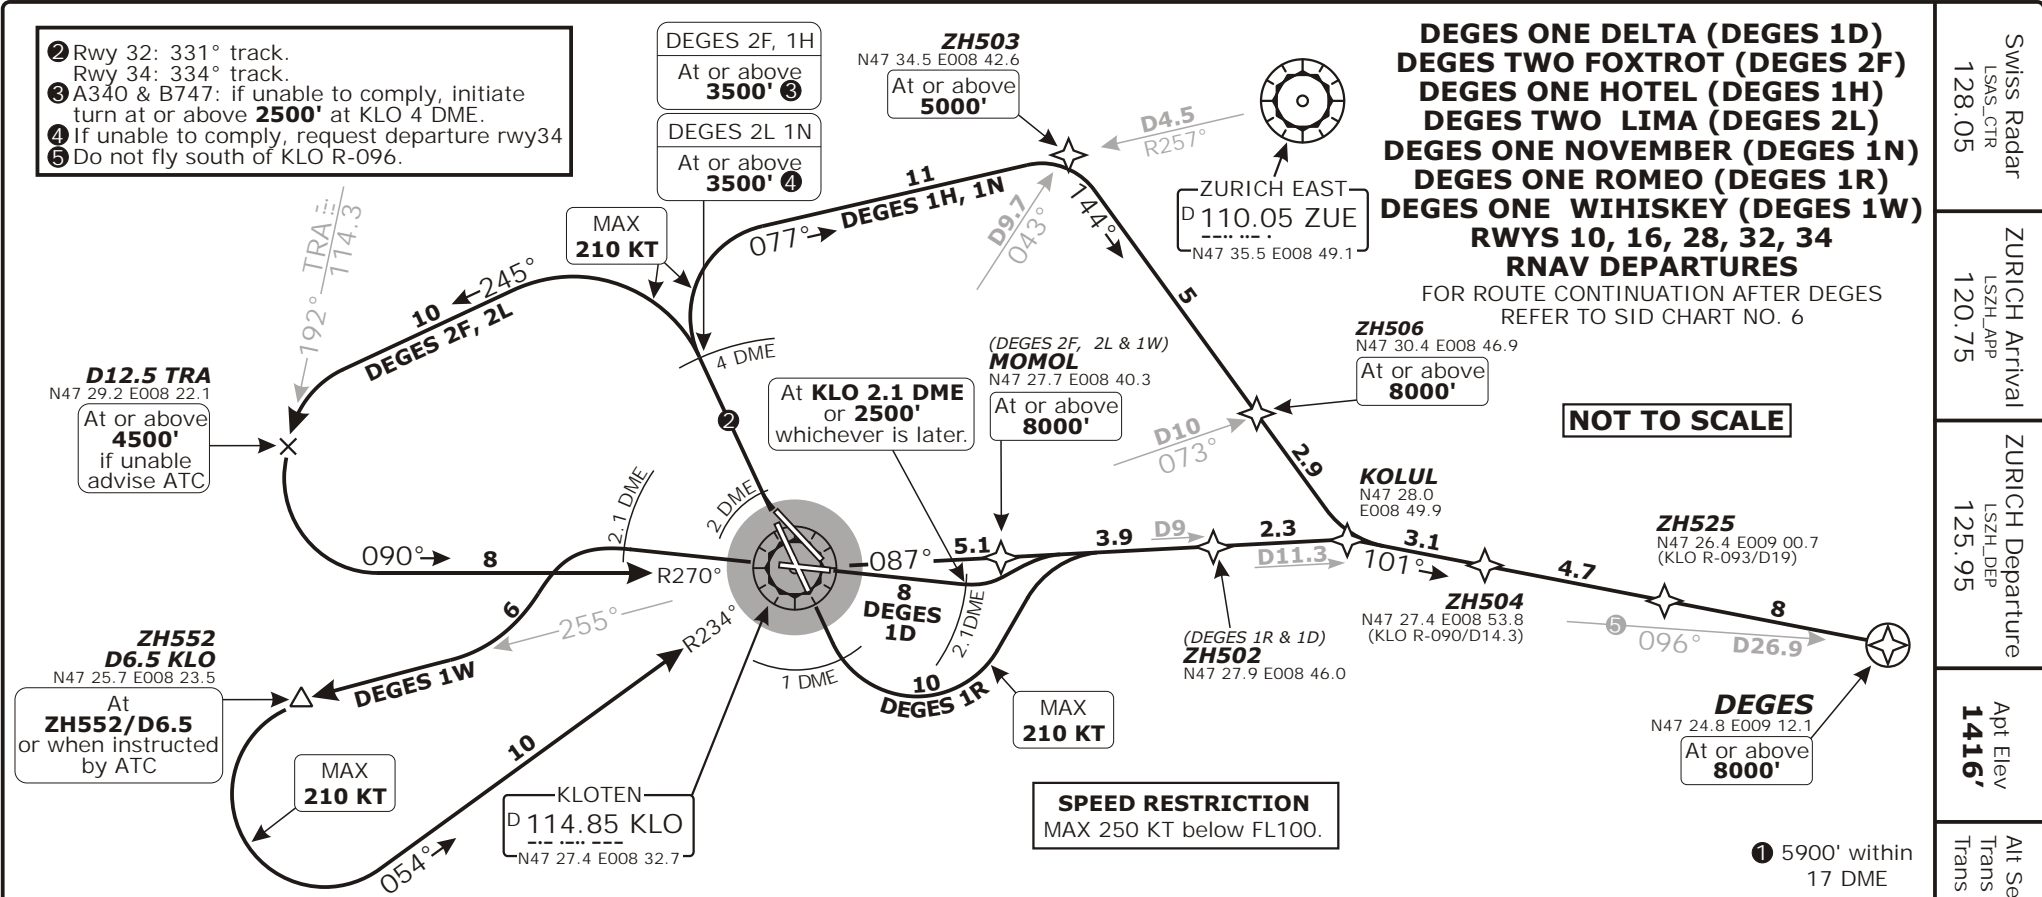 ❷ Rwy 32: 331° track.
Rwy 34: 334° track.
❸ A340 & B747: if unable to comply, initiate
turn at or above 2500' at KLO 4 DME.
❹ If unable to comply, request departure rwy34
❺ Do not fly south of KLO R-096.
DEGES 2F, 1H
At or above
3500' ❸
DEGES 2L 1N
At or above
3500' ❹
ZH503
N47 34.5 E008 42.6
At or above
5000'
DEGES ONE DELTA (DEGES 1D)
DEGES TWO FOXTROT (DEGES 2F)
DEGES ONE HOTEL (DEGES 1H)
DEGES TWO LIMA (DEGES 2L)
DEGES ONE NOVEMBER (DEGES 1N)
DEGES ONE ROMEO (DEGES 1R)
DEGES ONE WIHISKEY (DEGES 1W)
RWYS 10, 16, 28, 32, 34
RNAV DEPARTURES
FOR ROUTE CONTINUATION AFTER DEGES
REFER TO SID CHART NO. 6
Swiss Radar
LSAS_CTR
128.05
ZURICH Arrival
LSZH_APP
120.75
ZURICH Departure
LSZH_DEP
125.95
Apt Elev
1416'
Alt Se
Trans
Trans
D4.5
R257°
ZURICH EAST
D 110.05 ZUE
N47 35.5 E008 49.1
MAX
210 KT
11
DEGES 1H, 1N
077°
D9.7
043°
144°
192° TRA
114.3
245°
10
DEGES 2F, 2L
5
ZH506
N47 30.4 E008 46.9
At or above
8000'
4 DME
(DEGES 2F, 2L & 1W)
MOMOL
N47 27.7 E008 40.3
At or above
8000'
D12.5 TRA
N47 29.2 E008 22.1
At or above
4500'
if unable
advise ATC
❷
At KLO 2.1 DME
or 2500'
whichever is later.
D10
073°
NOT TO SCALE
2.9
KOLUL
N47 28.0
E008 49.9
2.1 DME
2 DME
090°
8
R270°
087°
5.1
3.9
D9
2.3
D11.3
101°
3.1
ZH525
N47 26.4 E009 00.7
(KLO R-093/D19)
4.7
8
8
DEGES
1D
2.1DME
6
255°
R234°
ZH504
N47 27.4 E008 53.8
(KLO R-090/D14.3)
❺
096°
D26.9
(DEGES 1R & 1D)
ZH502
N47 27.9 E008 46.0
ZH552
D6.5 KLO
N47 25.7 E008 23.5
At
ZH552/D6.5
or when instructed
by ATC
DEGES 1W
1 DME
10
DEGES 1R
MAX
210 KT
DEGES
N47 24.8 E009 12.1
At or above
8000'
10
MAX
210 KT
054°
KLOTEN
D 114.85 KLO
N47 27.4 E008 32.7
SPEED RESTRICTION
MAX 250 KT below FL100.
❶ 5900' within
17 DME